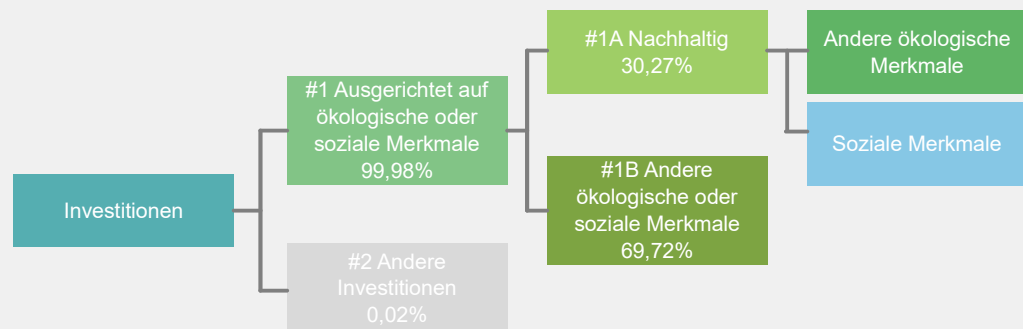 Investitionen
#1 Ausgerichtet auf
ökologische oder
soziale Merkmale
99,98%
#2 Andere
Investitionen
0,02%
#1A Nachhaltig
30,27%
#1B Andere
ökologische oder
soziale Merkmale
69,72%
Andere ökologische
Merkmale
Soziale Merkmale